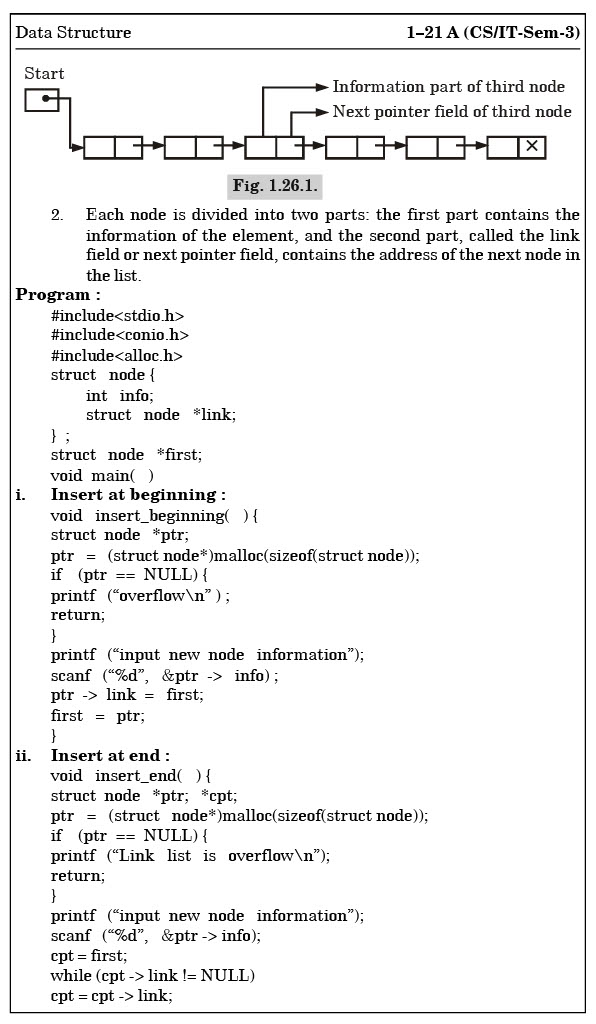 Data Structure 1–21 A (CS/IT-Sem-3)
Start
Information part of third node
Next pointer field of third node
×
Fig. 1.26.1.
2. Each node is divided into two parts: the first part contains the
information of the element, and the second part, called the link
field or next pointer field, contains the address of the next node in
the list.
Program :
#include<stdio.h>
#include<conio.h>
#include<alloc.h>
struct node {
int info;
struct node *link;
} ;
struct node *first;
void main( )
i. Insert at beginning :
void insert_beginning( ) {
struct node *ptr;
ptr = (struct node*)malloc(sizeof(struct node));
if (ptr == NULL) {
printf (“overflow\n” ) ;
return;
}
printf (“input new node information”);
scanf (“%d”, &ptr -> info) ;
ptr -> link = first;
first = ptr;
}
ii. Insert at end :
void insert_end( ) {
struct node *ptr; *cpt;
ptr = (struct node*)malloc(sizeof(struct node));
if (ptr == NULL) {
printf (“Link list is overflow\n”);
return;
}
printf (“input new node information”);
scanf (“%d”, &ptr -> info);
cpt = first;
while (cpt -> link != NULL)
cpt = cpt -> link;